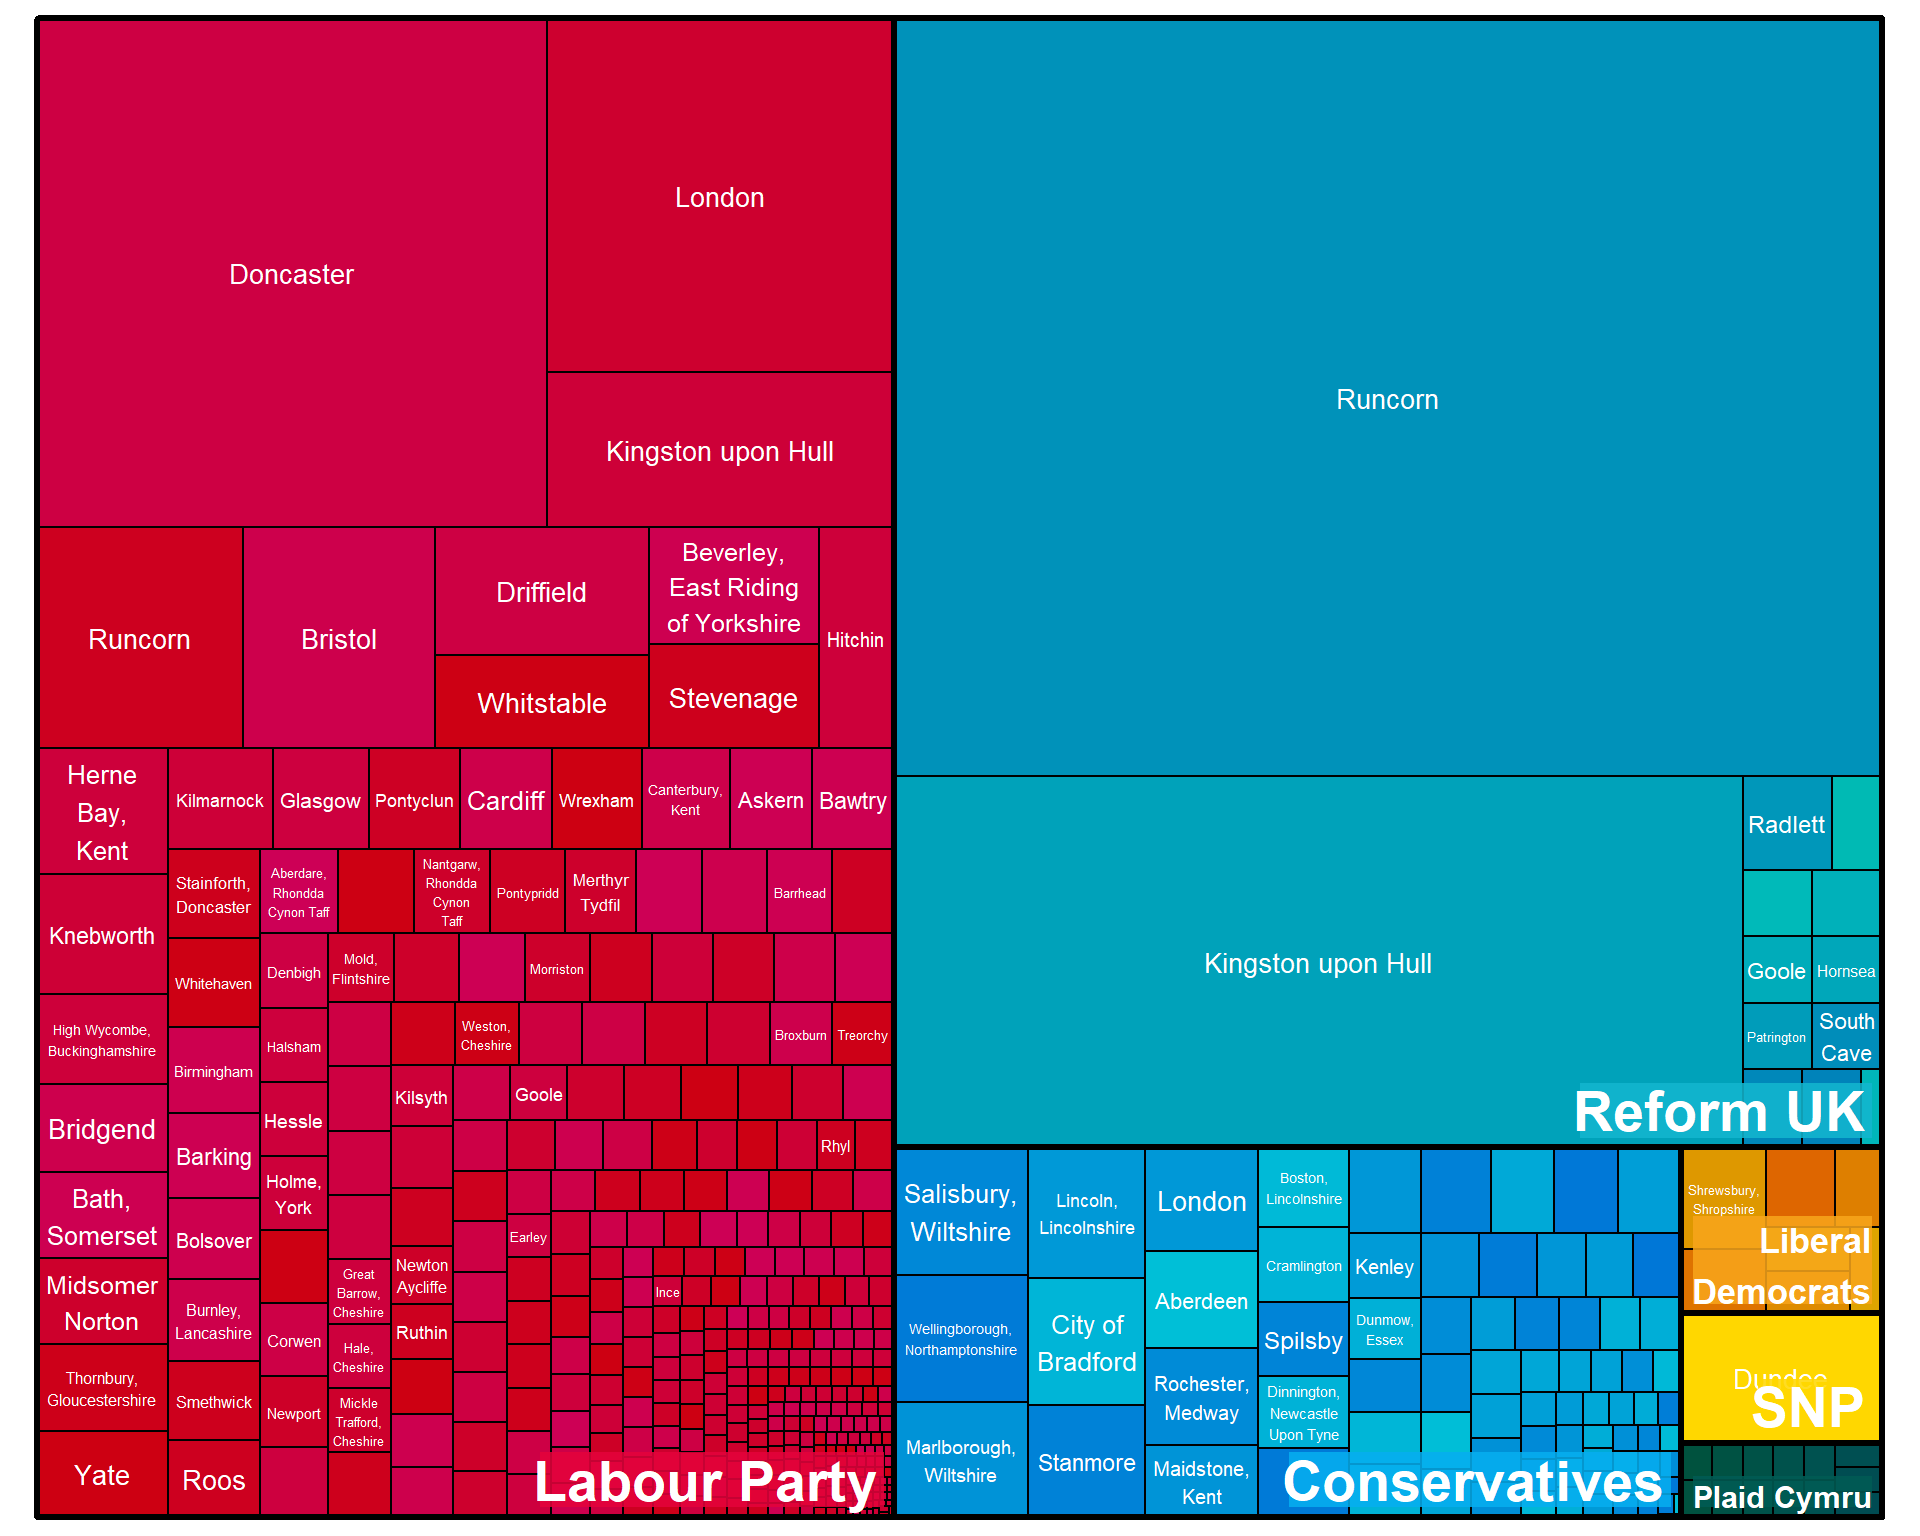 Doncaster
London
Kingston upon Hull
Runcorn
Bristol
Driffield
Whitstable
Beverley,
East Riding
of Yorkshire
Stevenage
Hitchin
Herne
Bay,
Kent
Kilmarnock
Glasgow
Pontyclun
Cardiff
Wrexham
Canterbury,
Kent
Askern
Bawtry
Knebworth
Stainforth,
Doncaster
Aberdare,
Rhondda
Cynon Taff
Nantgarw,
Rhondda
Cynon
Taff
Pontypridd
Merthyr
Tydfil
Barrhead
High Wycombe,
Buckinghamshire
Whitehaven
Denbigh
Mold,
Flintshire
Morriston
Birmingham
Halsham
Weston,
Cheshire
Broxburn
Treorchy
Bridgend
Barking
Hessle
Kilsyth
Goole
Rhyl
Bath,
Somerset
Bolsover
Holme,
York
Earley
Midsomer
Norton
Burnley,
Lancashire
Corwen
Great
Barrow,
Cheshire
Newton
Aycliffe
Ince
Thornbury,
Gloucestershire
Smethwick
Newport
Hale,
Cheshire
Ruthin
Mickle
Trafford,
Cheshire
Yate
Roos
Labour Party
Runcorn
Kingston upon Hull
Radlett
Goole
Hornsea
Patrington
South
Cave
Reform UK
Salisbury,
Wiltshire
Lincoln,
Lincolnshire
London
Boston,
Lincolnshire
Wellingborough,
Northamptonshire
City of
Bradford
Aberdeen
Cramlington
Kenley
Dunmow,
Essex
Spilsby
Marlborough,
Wiltshire
Stanmore
Rochester,
Medway
Dinnington,
Newcastle
Upon Tyne
Maidstone,
Kent
Conservatives
Shrewsbury,
Shropshire
Liberal
Democrats
Dundee
SNP
Plaid Cymru